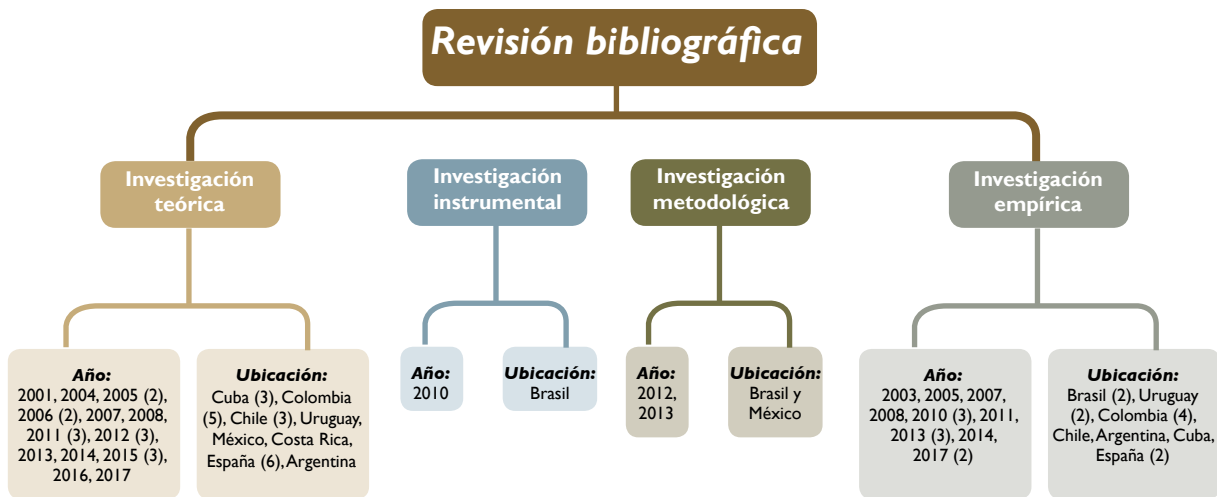 Revisión bibliográfica
Investigación
teórica
Investigación
instrumental
Investigación
metodológica
Investigación
empírica
Año:
2001, 2004, 2005 (2),
2006 (2), 2007, 2008,
2011 (3), 2012 (3),
2013, 2014, 2015 (3),
2016, 2017
Ubicación:
Cuba (3), Colombia
(5), Chile (3), Uruguay,
México, Costa Rica,
España (6), Argentina
Año:
2010
Ubicación:
Brasil
Año:
2012,
2013
Ubicación:
Brasil y
México
Año:
2003, 2005, 2007,
2008, 2010 (3), 2011,
2013 (3), 2014,
2017 (2)
Ubicación:
Brasil (2), Uruguay
(2), Colombia (4),
Chile, Argentina, Cuba,
España (2)